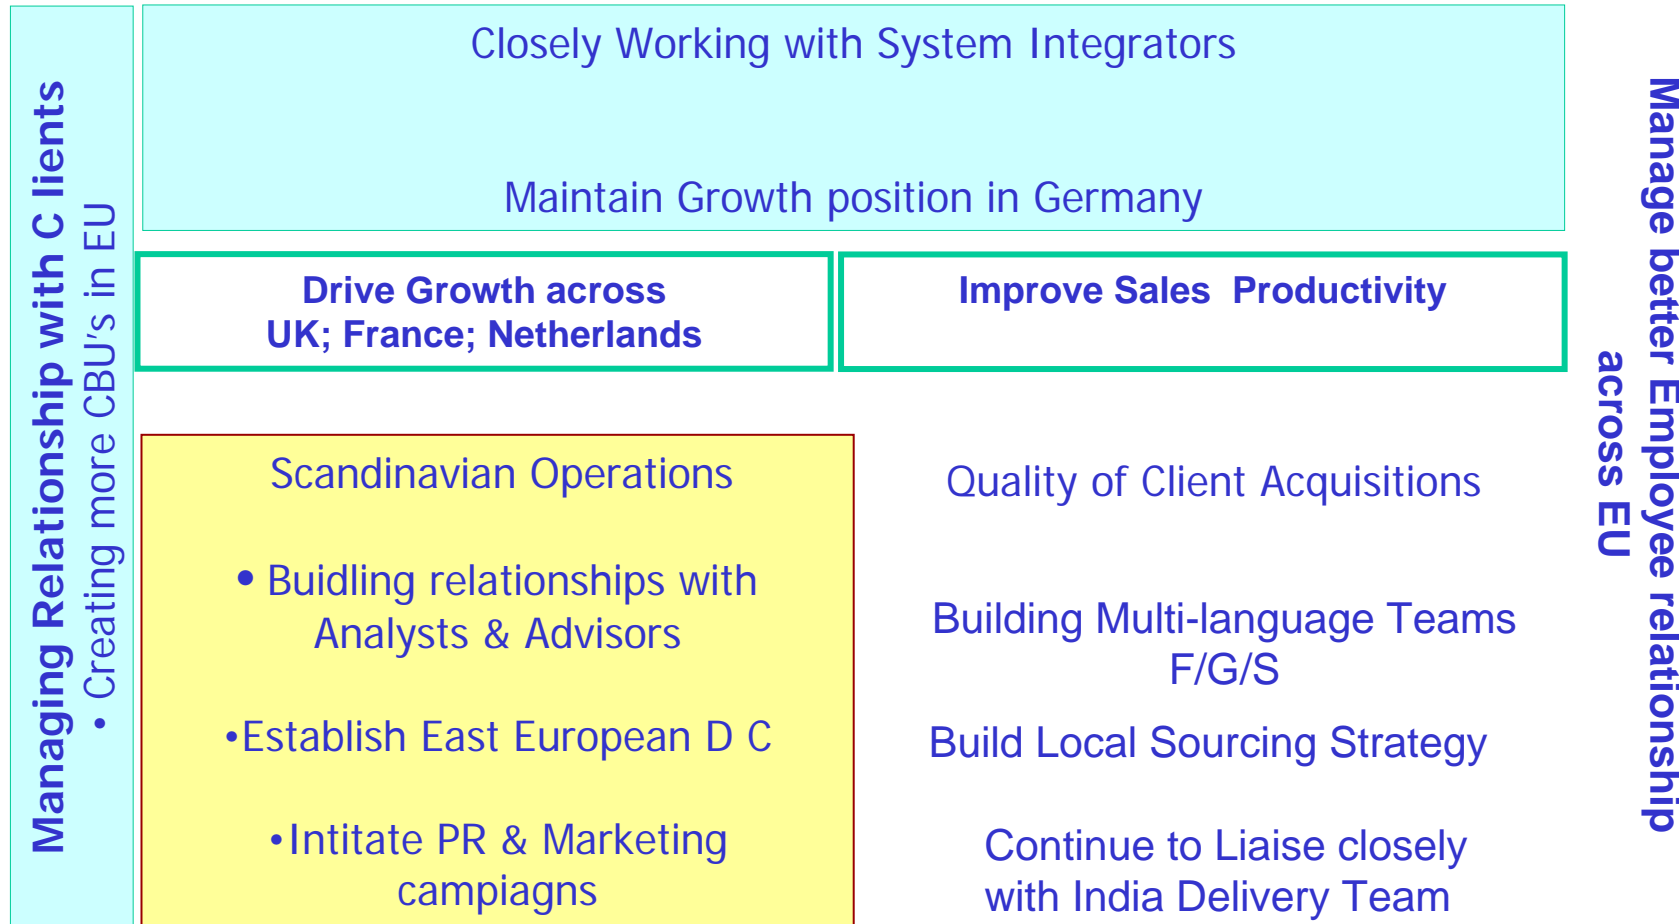 Managing Relationship with C lients
• Creating more CBU's in EU
Closely Working with System Integrators
Maintain Growth position in Germany
Drive Growth across
UK; France; Netherlands
Improve Sales  Productivity
Scandinavian Operations
• Buidling relationships with
Analysts & Advisors
•Establish East European D C
•Intitate PR & Marketing
campiagns
Quality of Client Acquisitions
Building Multi-language Teams
F/G/S
Build Local Sourcing Strategy
Continue to Liaise closely
with India Delivery Team
Manage better Employee relationship
across EU